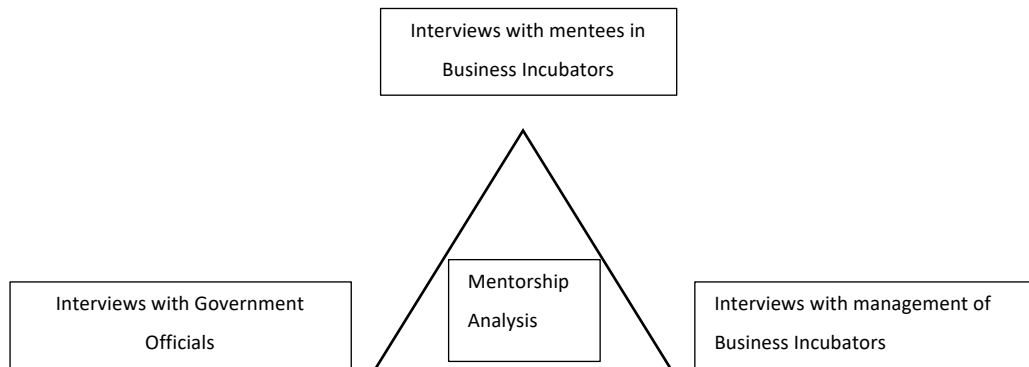 Interviews with mentees in
Business Incubators
Mentorship
Analysis
Interviews with Government
Officials
Interviews with management of
Business Incubators